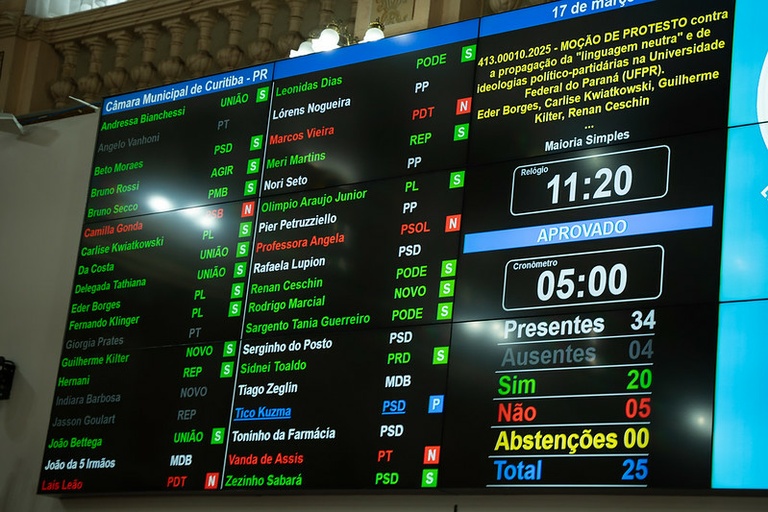 Câmara Municipal de Curitiba - PR
Andressa Bianchessi UNIÃO S
Angelo Vanhoni PT
Beto Moraes PSD S
Bruno Rossi AGIR S
Bruno Secco PMB S
Camilla Gonda PSB N
Carlise Kwiatkowski PL S
Da Costa UNIÃO S
Delegada Tathiana UNIÃO S
Eder Borges PL S
Fernando Klinger PL S
Giorgia Prates PT
Guilherme Kilter NOVO S
Hernani REP S
Indiara Barbosa NOVO
Jasson Goulart REP
João Bettega UNIÃO S
João da 5 Irmãos MDB
Laís Leão PDT N
Leonidas Dias PODE S
Lórens Nogueira PP
Marcos Vieira PDT N
Meri Martins REP S
Nori Seto PP
Olimpio Araujo Junior PL S
Pier Petruzziello PP
Professora Angela PSOL N
Rafaela Lupion PSD
Renan Ceschin PODE S
Rodrigo Marcial NOVO S
Sargento Tania Guerreiro PODE S
Serginho do Posto PSD
Sidnei Toaldo PRD S
Tiago Zeglin MDB
Tico Kuzma PSD P
Toninho da Farmácia PSD
Vanda de Assis PT N
Zezinho Sabará PSD S
17 de março
413.00010.2025 - MOÇÃO DE PROTESTO contra
a propagação da "linguagem neutra" e de
ideologias político-partidárias na Universidade
Federal do Paraná (UFPR).
Eder Borges, Carlise Kwiatkowski, Guilherme
Kilter, Renan Ceschin
...
Maioria Simples
Relógio
11:20
APROVADO
Cronômetro
05:00
Presentes 34
Ausentes 04
Sim 20
Não 05
Abstenções 00
Total 25